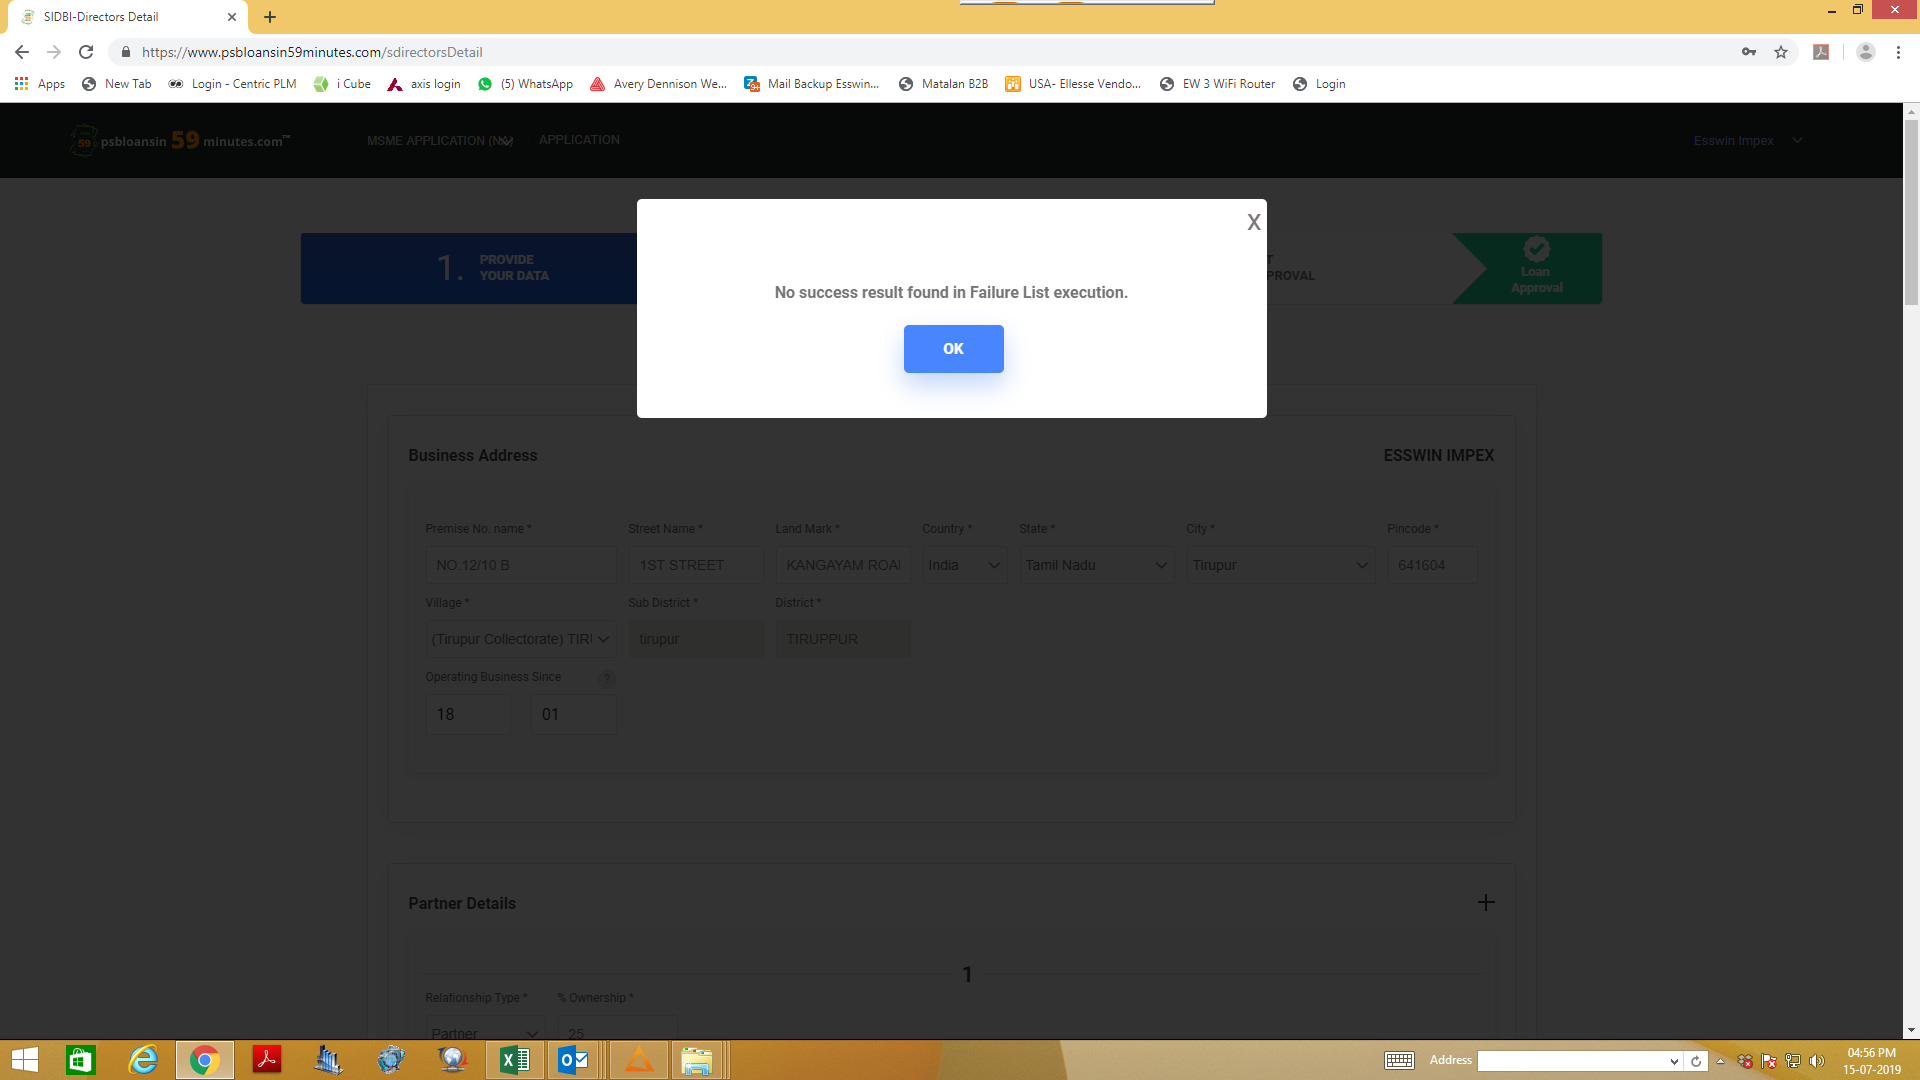 SIDBI-Directors Detail
https://www.psbloansin59minutes.com/sdirectorsDetail
Apps New Tab Login - Centric PLM i Cube axis login (5) WhatsApp Avery Dennison We... Mail Backup Esswin... Matalan B2B USA- Ellesse Vendo... EW 3 WiFi Router Login
59 psbloansin 59 minutes.com™ MSME APPLICATION APPLICATION Esswin Impex
X
1. PROVIDE
YOUR DATA
PROVAL
Loan
Approval
No success result found in Failure List execution.
OK
Business Address ESSWIN IMPEX
Premise No. name * Street Name * Land Mark * Country * State * City * Pincode *
NO.12/10 B 1ST STREET KANGAYAM ROA India Tamil Nadu Tirupur 641604
Village * Sub District * District *
(Tirupur Collectorate) TIRU tirupur TIRUPPUR
Operating Business Since ?
18 01
Partner Details +
1
Relationship Type * % Ownership *
Partner 25
Address 04:56 PM
15-07-2019